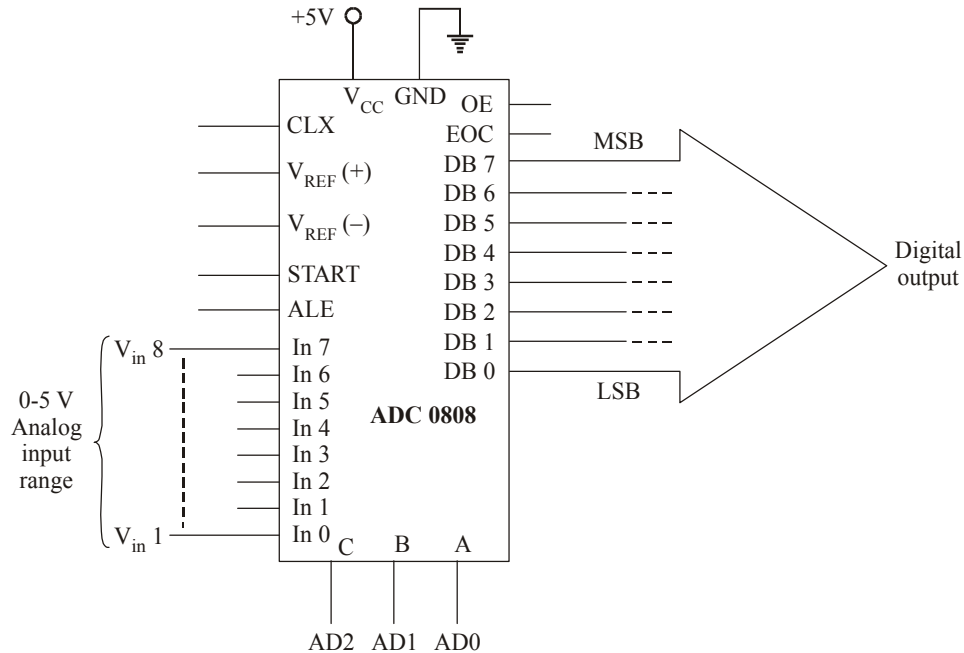 +5V
V_CC GND
OE
CLX
EOC
MSB
DB 7
V_REF (+)
DB 6
DB 5
V_REF (–)
DB 4
Digital
output
START
DB 3
ALE
DB 2
V_in 8
In 7
DB 1
In 6
DB 0
LSB
0-5 V
Analog
input
range
In 5
ADC 0808
In 4
In 3
In 2
In 1
V_in 1
In 0
C B A
AD2 AD1 AD0